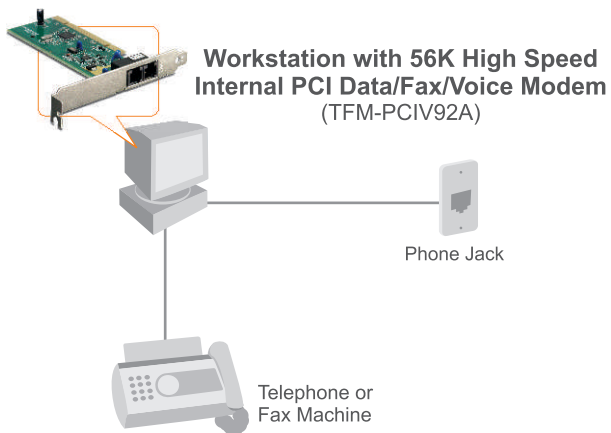 Workstation with 56K High Speed
Internal PCI Data/Fax/Voice Modem
(TFM-PCIV92A)
Phone Jack
Telephone or
Fax Machine